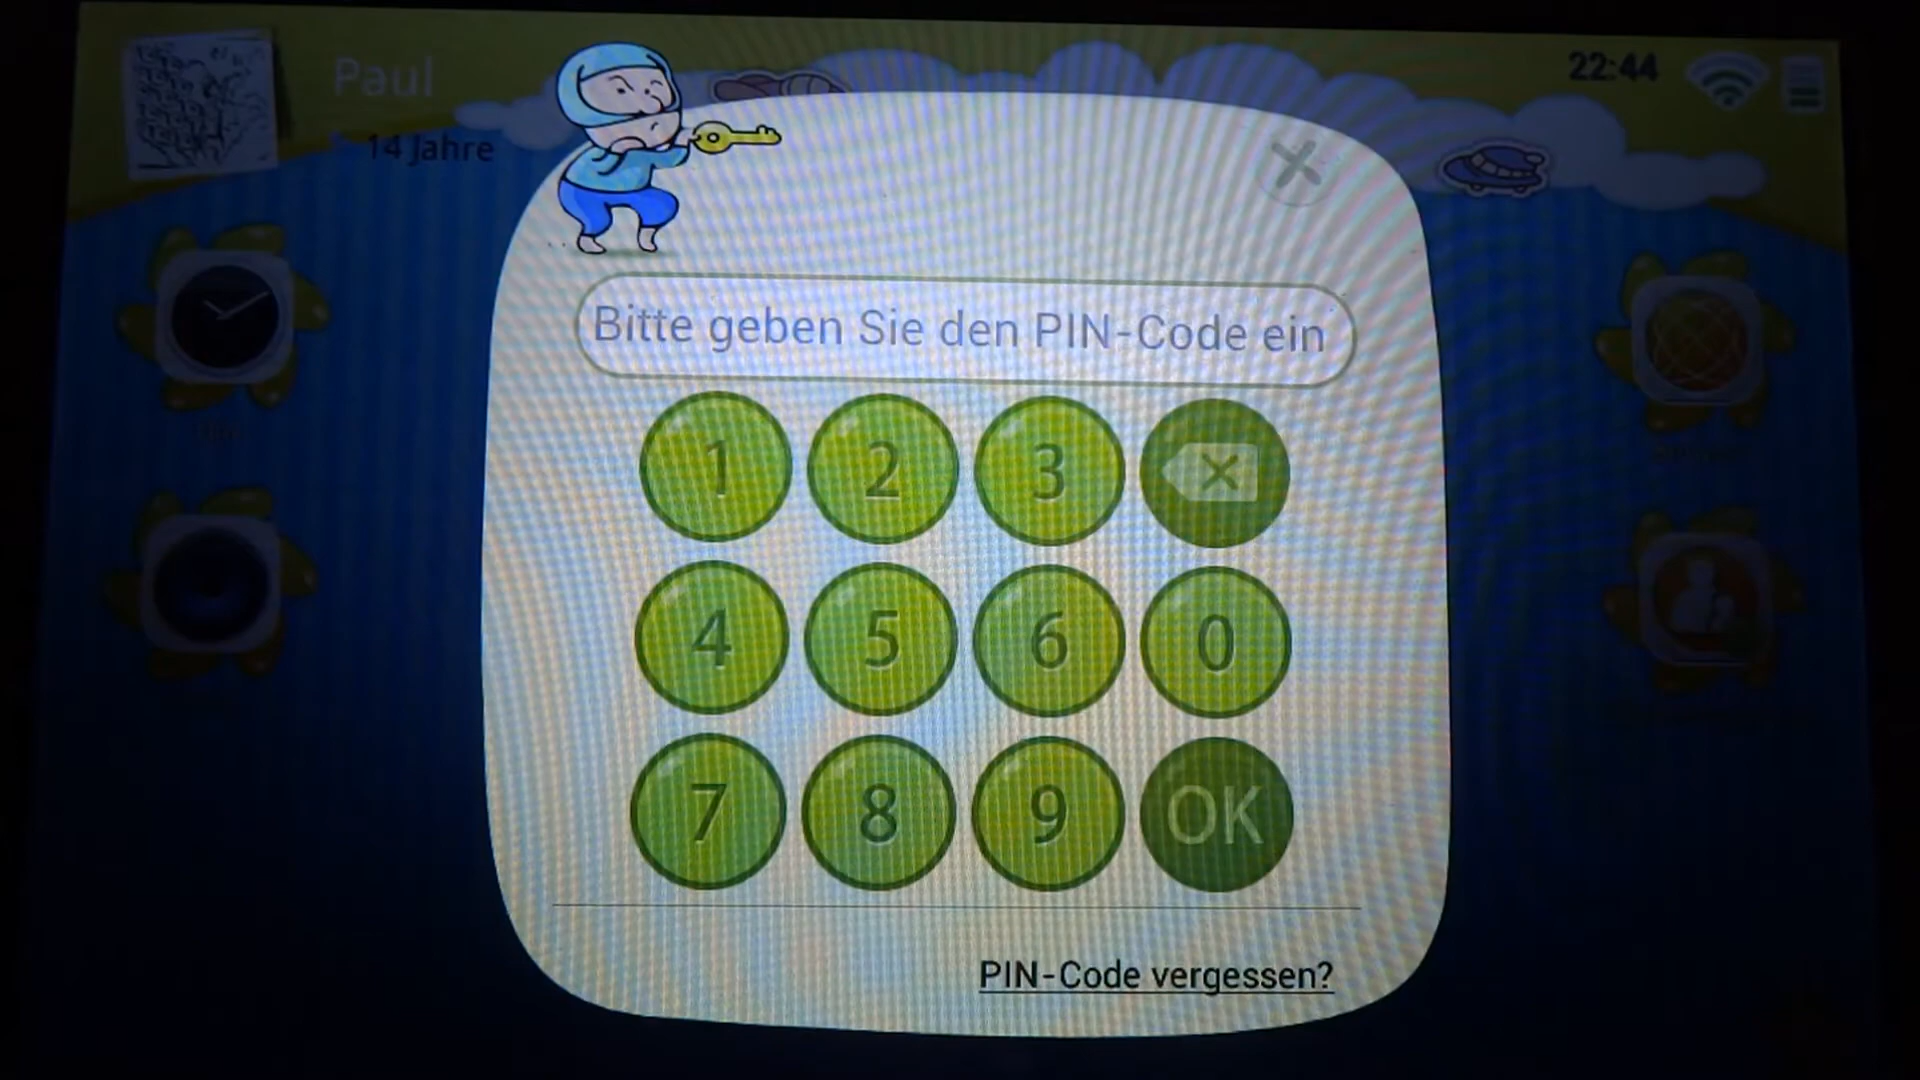 Paul
14 Jahre
22:44
Bitte geben Sie den PIN-Code ein
1 2 3
4 5 6 0
7 8 9 OK
PIN-Code vergessen?